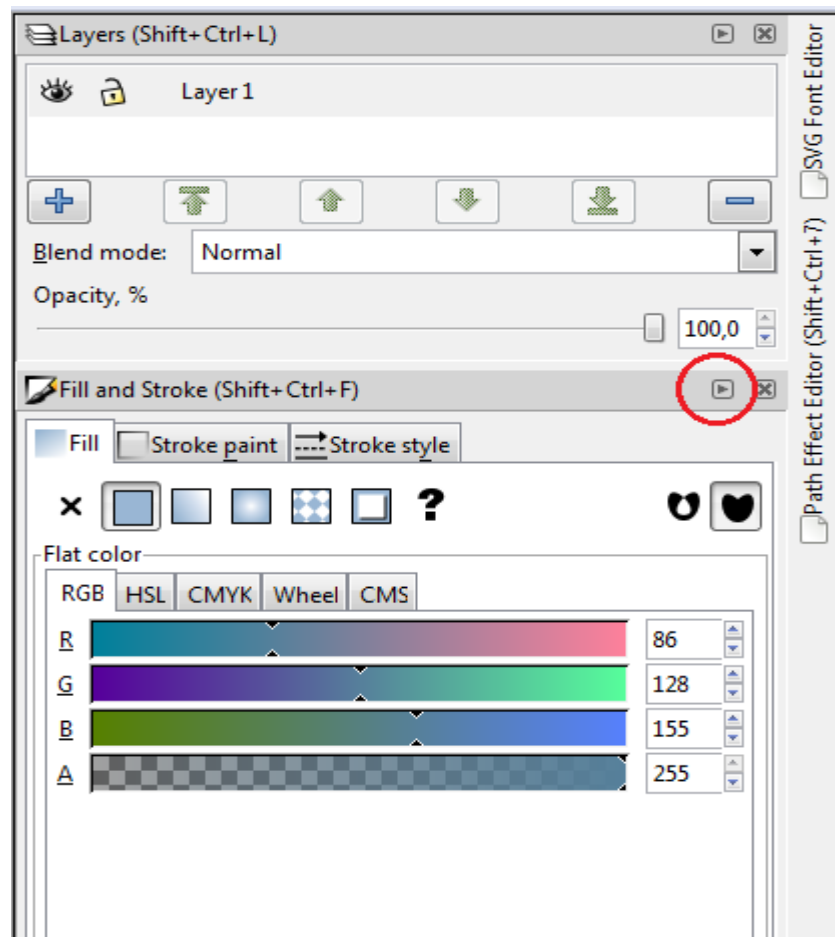 Layers (Shift+Ctrl+L)
Layer 1
Blend mode: Normal
Opacity, %
100,0
Fill and Stroke (Shift+Ctrl+F)
Fill Stroke paint Stroke style
?
Flat color
RGB HSL CMYK Wheel CMS
R 86
G 128
B 155
A 255
SVG Font Editor
Path Effect Editor (Shift+Ctrl+7)